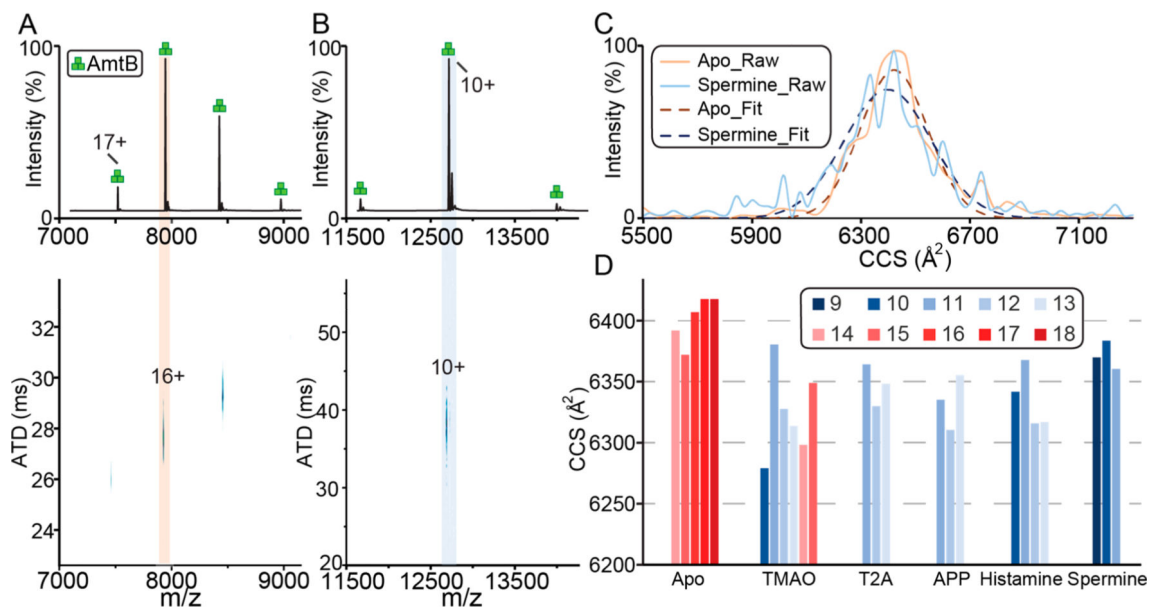 A
100
AmtB
17+
Intensity (%)
0
7000 8000 9000
32
30
28
26
24
16+
ATD (ms)
7000 8000 9000
m/z
B
100
10+
Intensity (%)
0
11500 12500 13500
50
40
30
20
10+
ATD (ms)
11500 12500 13500
m/z
C
100
Apo_Raw
Spermine_Raw
Apo_Fit
Spermine_Fit
Intensity (%)
0
5500 5900 6300 6700 7100
CCS (Å²)
D
9 10 11 12 13
14 15 16 17 18
6400
6350
6300
6250
6200
CCS (Å²)
Apo TMAO T2A APP Histamine Spermine